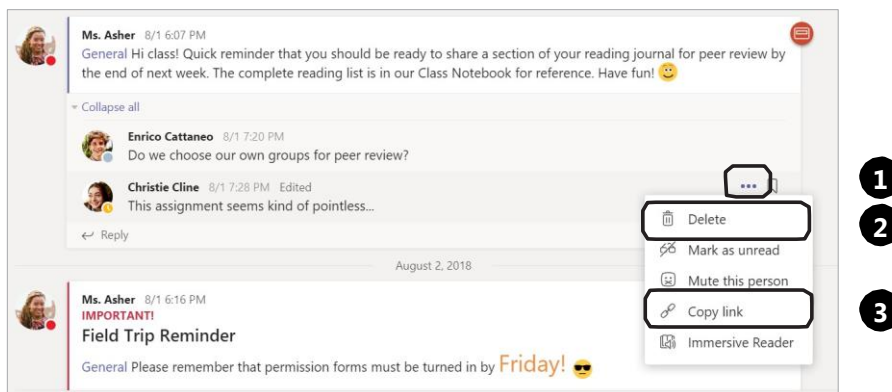 Ms. Asher 8/1 6:07 PM
General Hi class! Quick reminder that you should be ready to share a section of your reading journal for peer review by
the end of next week. The complete reading list is in our Class Notebook for reference. Have fun!
Collapse all
Enrico Cattaneo 8/1 7:20 PM
Do we choose our own groups for peer review?
Christie Cline 8/1 7:28 PM Edited
This assignment seems kind of pointless...
1
Delete
2
Mark as unread
Mute this person
Copy link
3
Immersive Reader
Reply
August 2, 2018
Ms. Asher 8/1 6:16 PM
IMPORTANT!
Field Trip Reminder
General Please remember that permission forms must be turned in by Friday!